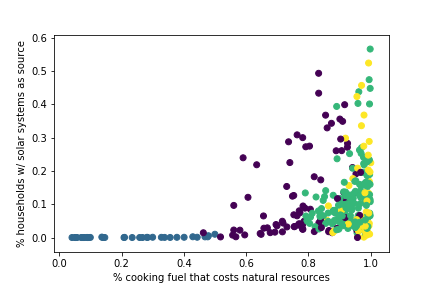 % households w/ solar systems as source
0.6
0.5
0.4
0.3
0.2
0.1
0.0
0.0 0.2 0.4 0.6 0.8 1.0
% cooking fuel that costs natural resources